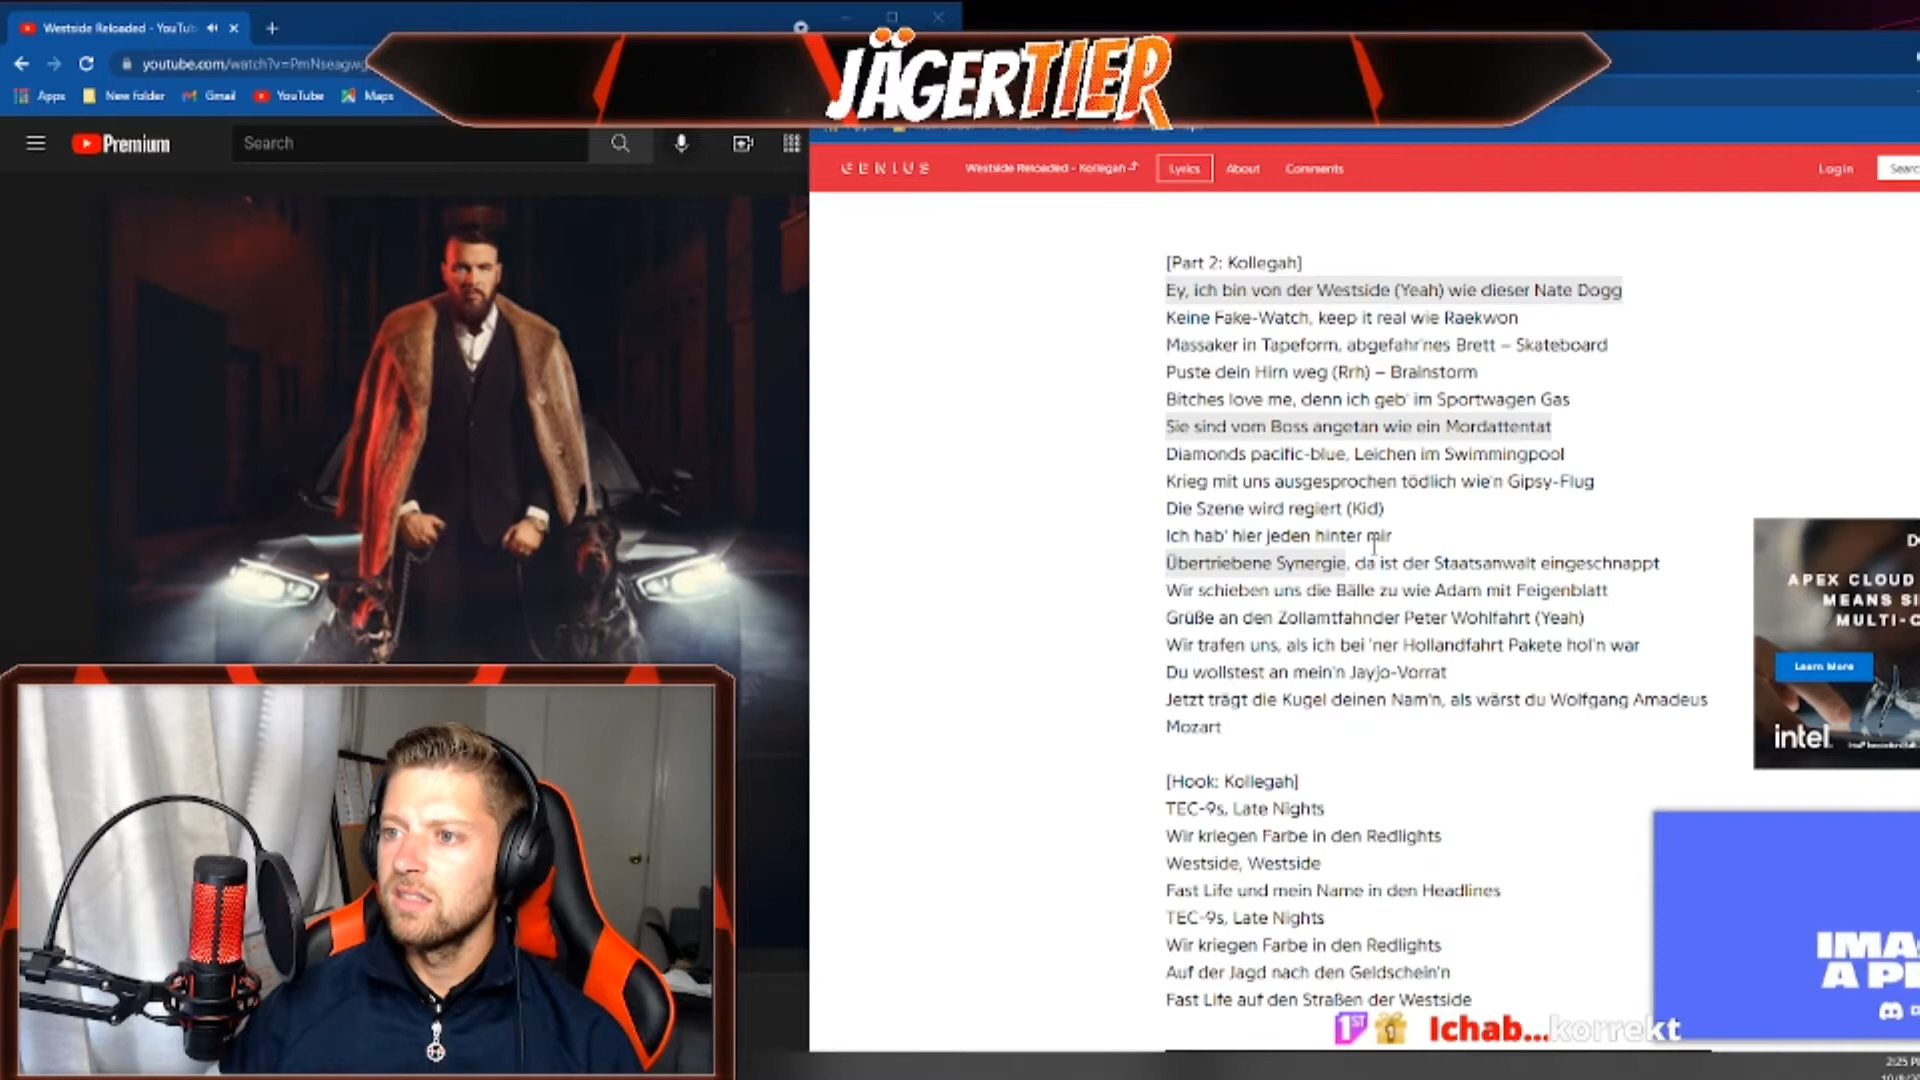 Westside Reloaded - YouTu
youtube.com/watch?v=PmNseagwg
Apps
New folder
Gmail
YouTube
Maps
JÄGERTIER
Premium
Search
GENIUS
Westside Reloaded - Kollegah
Lyrics
About
Comments
Login
Searc
[Part 2: Kollegah]
Ey, ich bin von der Westside (Yeah) wie dieser Nate Dogg
Keine Fake-Watch, keep it real wie Raekwon
Massaker in Tapeform, abgefahr'nes Brett – Skateboard
Puste dein Hirn weg (Rrh) – Brainstorm
Bitches love me, denn ich geb' im Sportwagen Gas
Sie sind vom Boss angetan wie ein Mordattentat
Diamonds pacific-blue, Leichen im Swimmingpool
Krieg mit uns ausgesprochen tödlich wie'n Gipsy-Flug
Die Szene wird regiert (Kid)
Ich hab' hier jeden hinter mir
Übertriebene Synergie, da ist der Staatsanwalt eingeschnappt
Wir schieben uns die Bälle zu wie Adam mit Feigenblatt
Grüße an den Zollamtfahnder Peter Wohlfahrt (Yeah)
Wir trafen uns, als ich bei 'ner Hollandfahrt Pakete hol'n war
Du wollstest an mein'n Jayjo-Vorrat
Jetzt trägt die Kugel deinen Nam'n, als wärst du Wolfgang Amadeus
Mozart
[Hook: Kollegah]
TEC-9s, Late Nights
Wir kriegen Farbe in den Redlights
Westside, Westside
Fast Life und mein Name in den Headlines
TEC-9s, Late Nights
Wir kriegen Farbe in den Redlights
Auf der Jagd nach den Geldschein'n
Fast Life auf den Straßen der Westside
D
APEX CLOUD
MEANS SI
MULTI-C
Learn More
intel
IMA
A P
D
1ST
1
Ichab...korrekt
2:25 P